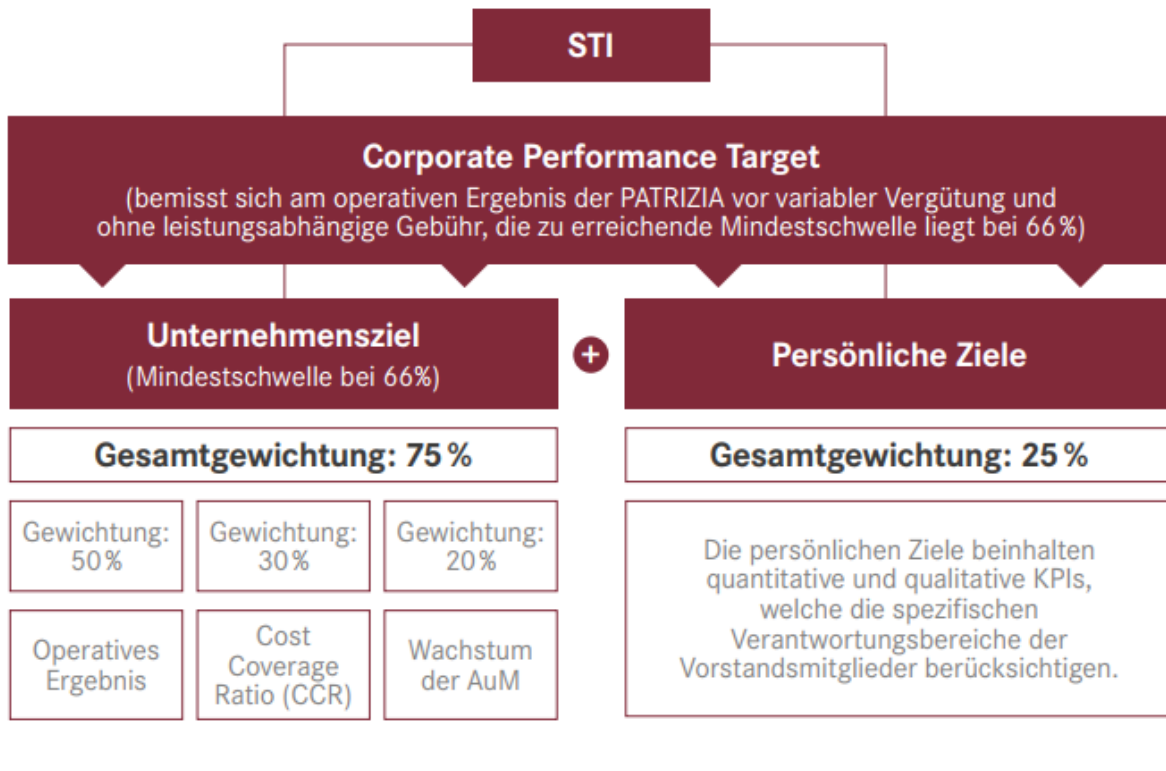 STI
Corporate Performance Target
(bemisst sich am operativen Ergebnis der PATRIZIA vor variabler Vergütung und
ohne leistungsabhängige Gebühr, die zu erreichende Mindestschwelle liegt bei 66 %)
Unternehmensziel
(Mindestschwelle bei 66%)
+
Persönliche Ziele
Gesamtgewichtung: 75 %
Gesamtgewichtung: 25 %
Gewichtung:
50 %
Gewichtung:
30 %
Gewichtung:
20 %
Operatives
Ergebnis
Cost
Coverage
Ratio (CCR)
Wachstum
der AuM
Die persönlichen Ziele beinhalten
quantitative und qualitative KPIs,
welche die spezifischen
Verantwortungsbereiche der
Vorstandsmitglieder berücksichtigen.